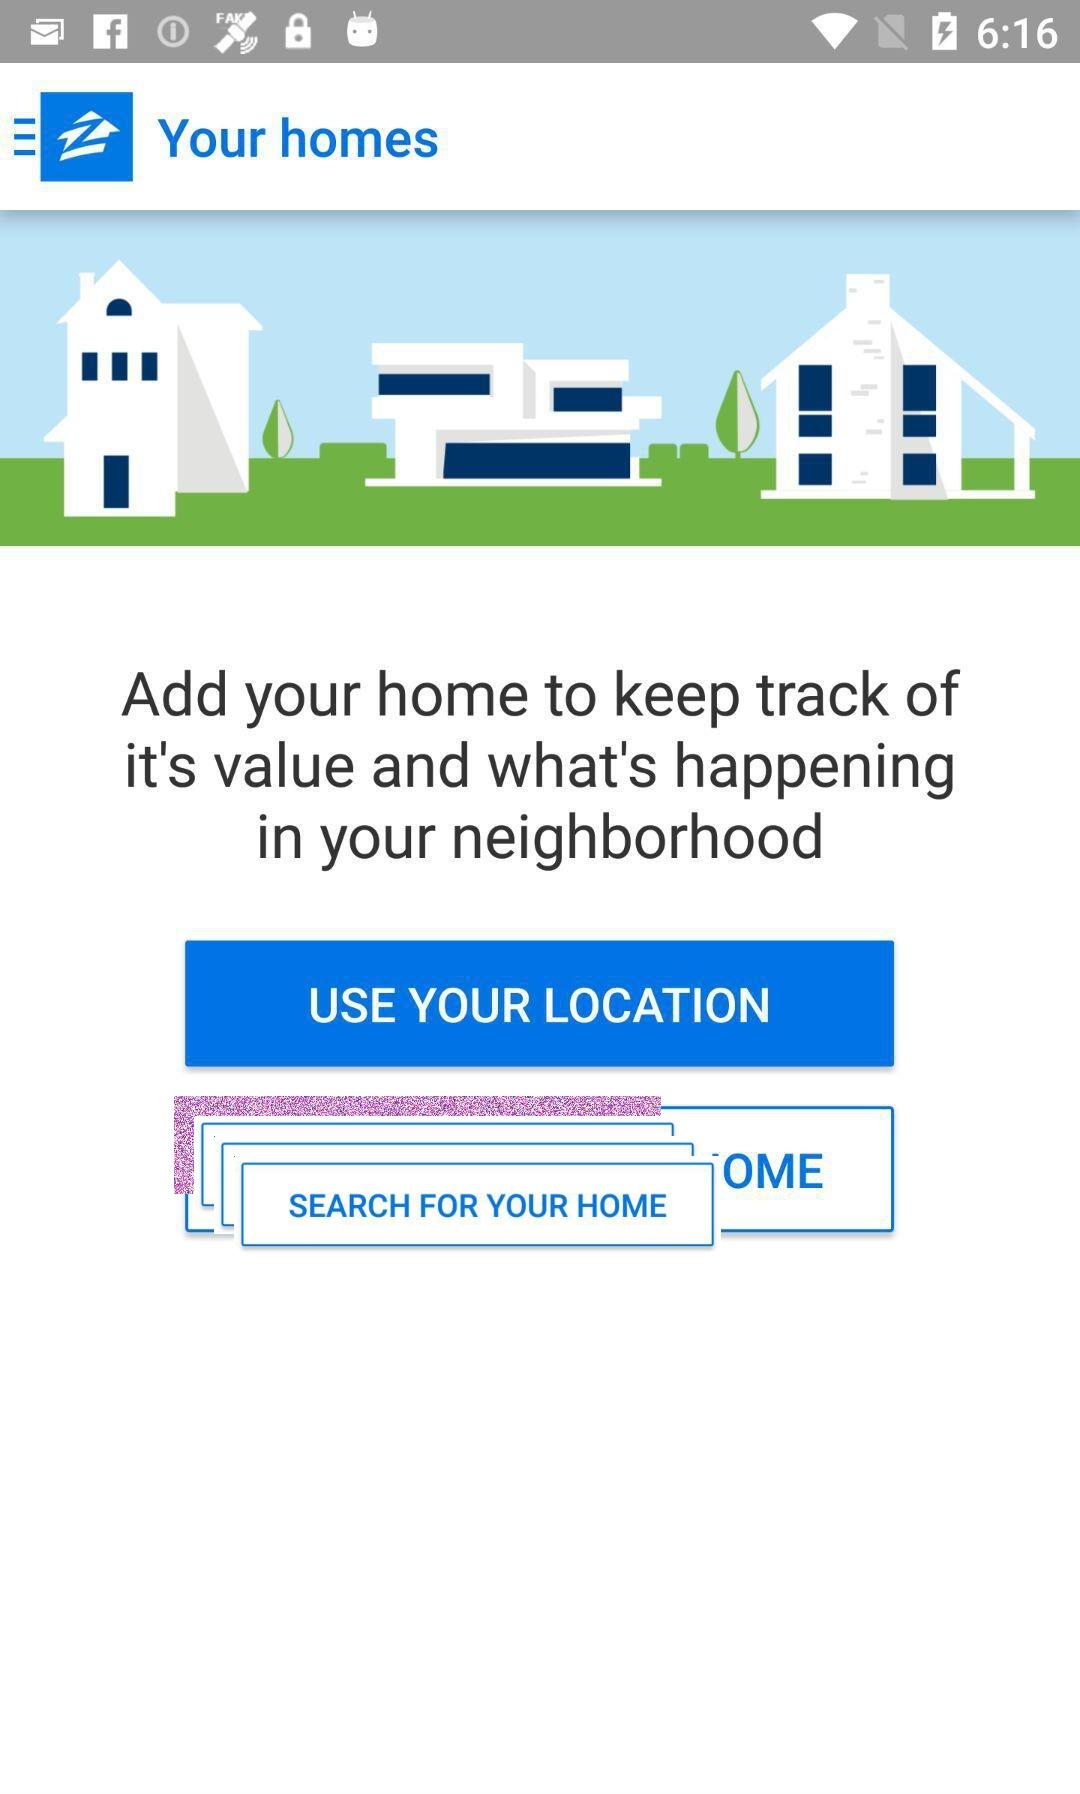 FAKE
6:16
Your homes
Add your home to keep track of
it's value and what's happening
in your neighborhood
USE YOUR LOCATION
OME
SEARCH FOR YOUR HOME